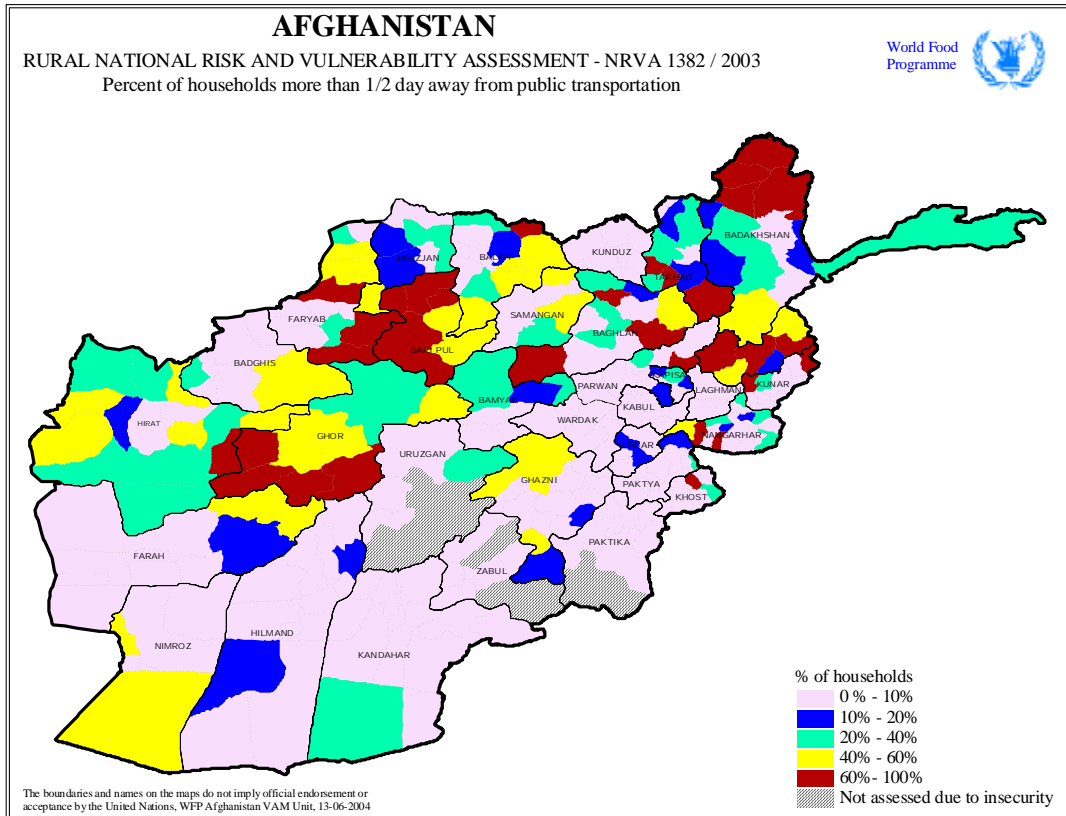 AFGHANISTAN
RURAL NATIONAL RISK AND VULNERABILITY ASSESSMENT - NRVA 1382 / 2003
Percent of households more than 1/2 day away from public transportation
World Food
Programme
BADAKHSHAN
KUNDUZ
JAWZJAN
BALKH
TAKHAR
SAMANGAN
FARYAB
BAGHLAN
SARI PUL
BADGHIS
KAPISA
KUNAR
PARWAN
LAGHMAN
BAMYAN
KABUL
HIRAT
WARDAK
GHOR
NANGARHAR
URUZGAN
GHAZNI
PAKTYA
KHOST
PAKTIKA
FARAH
ZABUL
HILMAND
NIMROZ
KANDAHAR
% of households
0 % - 10%
10% - 20%
20% - 40%
40% - 60%
60% - 100%
Not assessed due to insecurity
The boundaries and names on the maps do not imply official endorsement or
acceptance by the United Nations, WFP Afghanistan VAM Unit, 13-06-2004